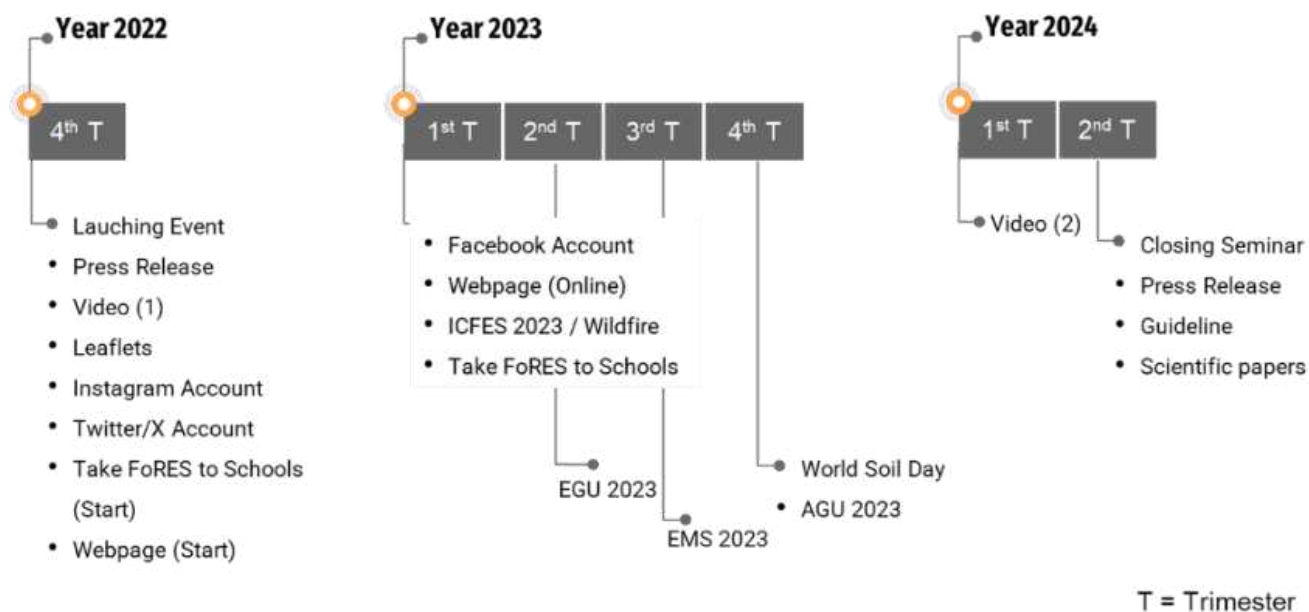 Year 2022
4th T
• Lauching Event
• Press Release
• Video (1)
• Leaflets
• Instagram Account
• Twitter/X Account
• Take FoRES to Schools
(Start)
• Webpage (Start)
Year 2023
1st T
2nd T
3rd T
4th T
• Facebook Account
• Webpage (Online)
• ICFES 2023 / Wildfire
• Take FoRES to Schools
EGU 2023
EMS 2023
World Soil Day
• AGU 2023
Year 2024
1st T
2nd T
Video (2)
Closing Seminar
• Press Release
• Guideline
• Scientific papers
T = Trimester